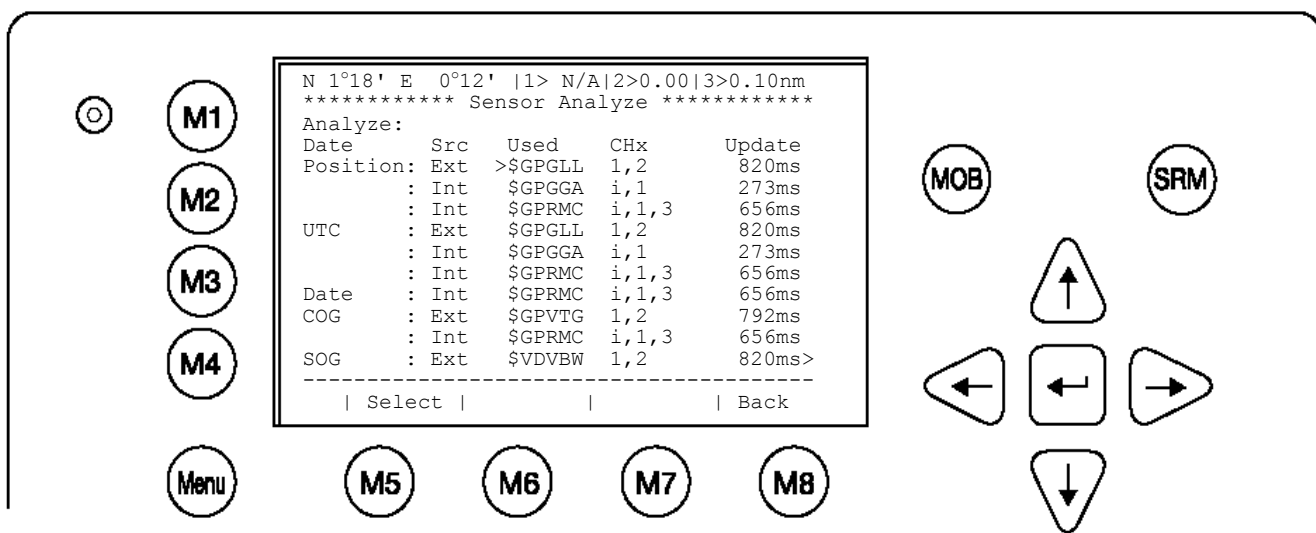 N 1°18' E 0°12' |1> N/A|2>0.00|3>0.10nm
************ Sensor Analyze ************
Analyze:
Date Src Used CHx Update
Position: Ext >$GPGLL 1,2 820ms
: Int $GPGGA i,1 273ms
: Int $GPRMC i,1,3 656ms
UTC : Ext $GPGLL 1,2 820ms
: Int $GPGGA i,1 273ms
: Int $GPRMC i,1,3 656ms
Date : Int $GPRMC i,1,3 656ms
COG : Ext $GPVTG 1,2 792ms
: Int $GPRMC i,1,3 656ms
SOG : Ext $VDVBW 1,2 820ms>
----------------------------------------
| Select | | | Back
M1
M2
M3
M4
Menu
M5
M6
M7
M8
MOB
SRM